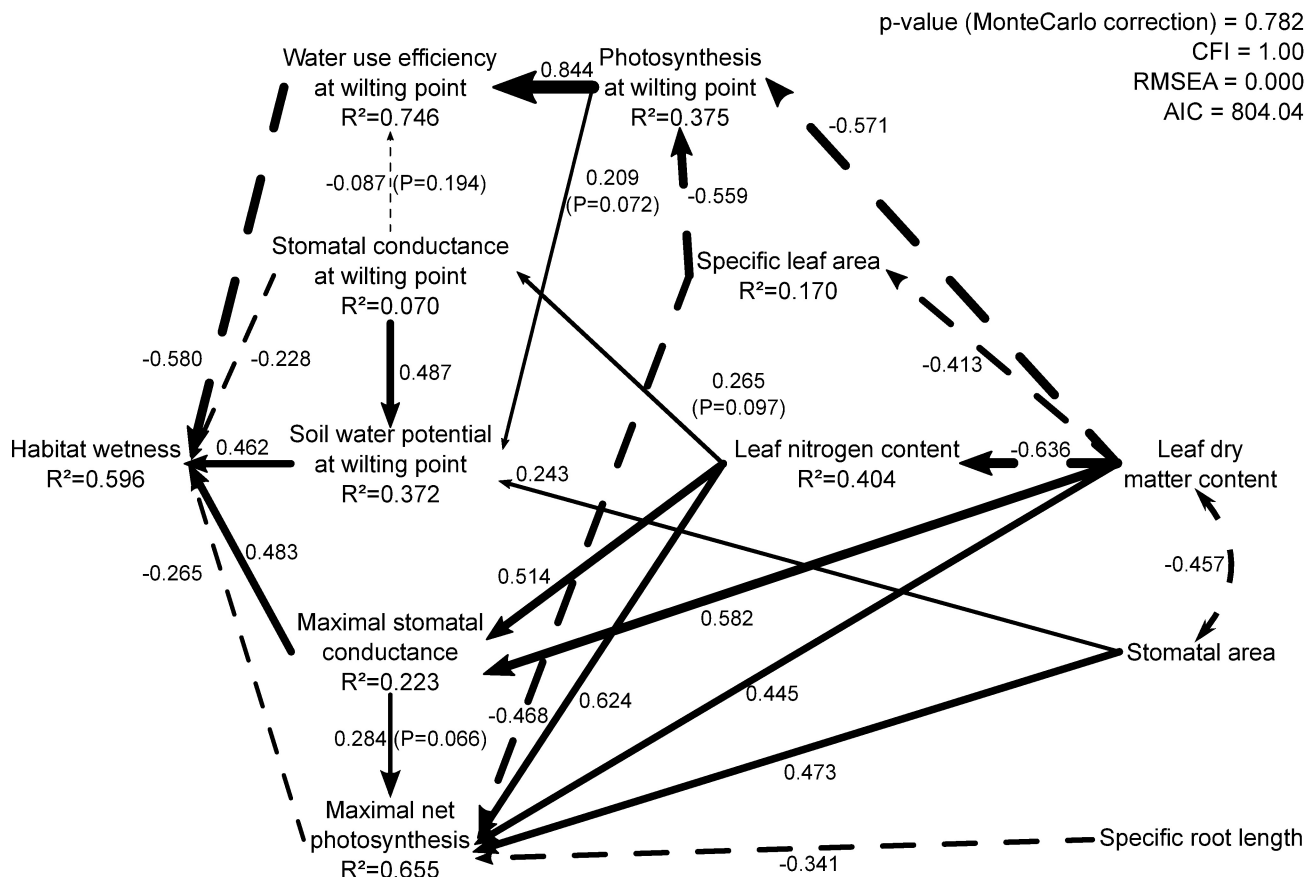 p-value (MonteCarlo correction) = 0.782
CFI = 1.00
RMSEA = 0.000
AIC = 804.04
Water use efficiency
at wilting point
R²=0.746
0.844
Photosynthesis
at wilting point
R²=0.375
-0.571
-0.087 (P=0.194)
0.209
(P=0.072)
-0.559
Stomatal conductance
at wilting point
R²=0.070
Specific leaf area
R²=0.170
-0.580
-0.228
0.487
0.265
(P=0.097)
-0.413
Habitat wetness
R²=0.596
0.462
Soil water potential
at wilting point
R²=0.372
0.243
Leaf nitrogen content
R²=0.404
-0.636
Leaf dry
matter content
-0.265
0.483
0.514
0.582
-0.457
Maximal stomatal
conductance
R²=0.223
Stomatal area
0.284 (P=0.066)
-0.468
0.624
0.445
0.473
Maximal net
photosynthesis
R²=0.655
-0.341
Specific root length